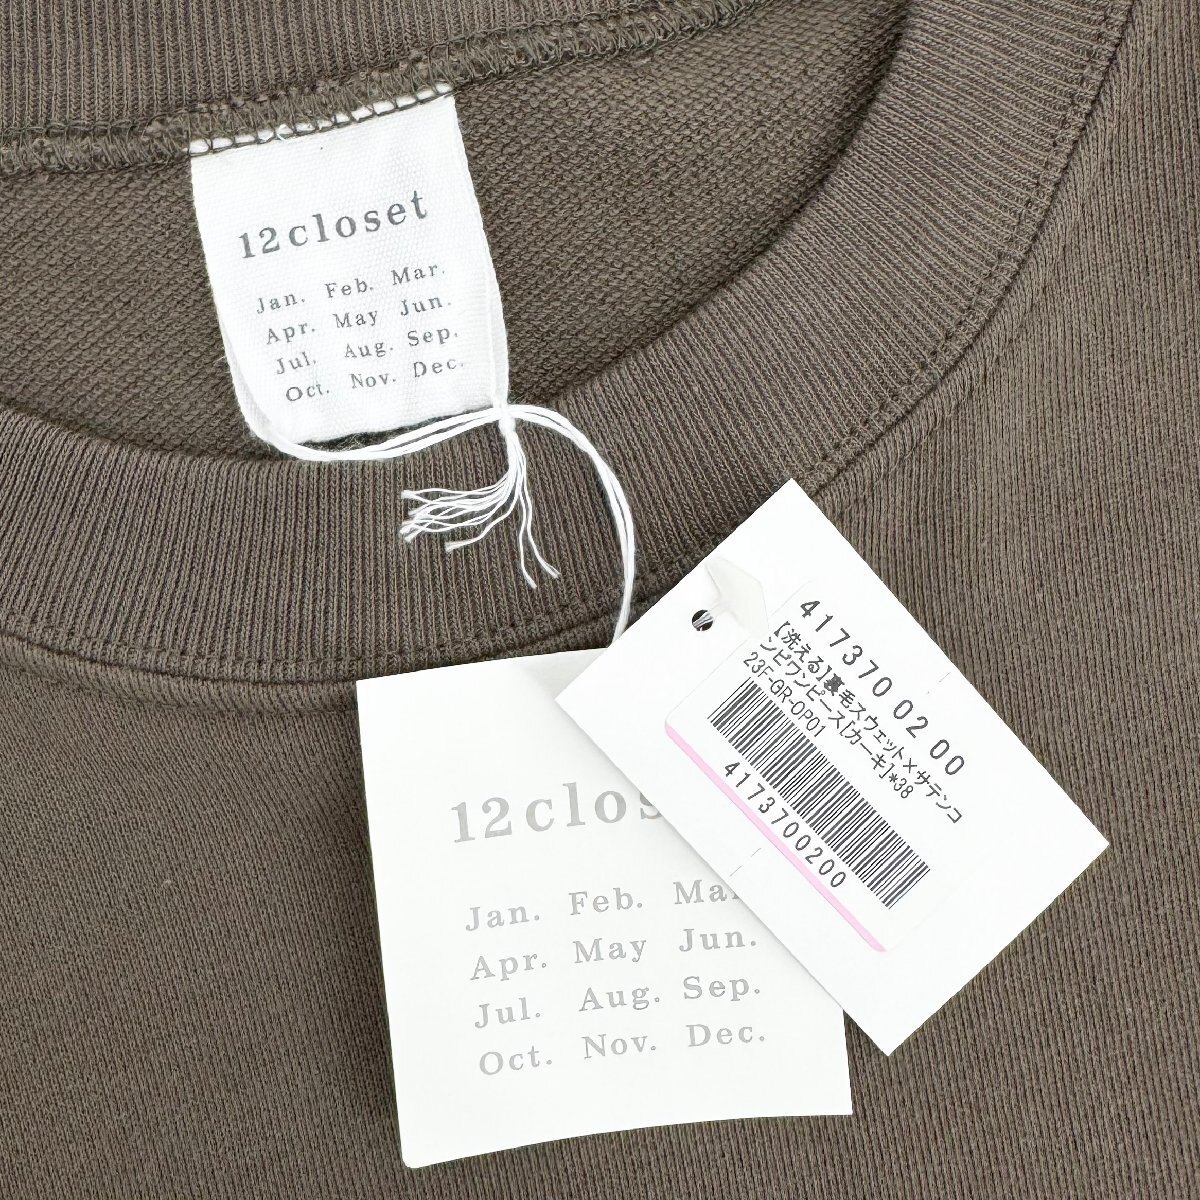 12closet
Jan. Feb. Mar.
Apr. May Jun.
Jul. Aug. Sep.
Oct. Nov. Dec.
417370 02 00
【洗える】裏毛スウェット×サテンコ
ンビワンピース[カーキ]*38
23F-GR-OP01
4173700200
12clos
Jan. Feb. Ma
Apr. May Jun.
Jul. Aug. Sep.
Oct. Nov. Dec.